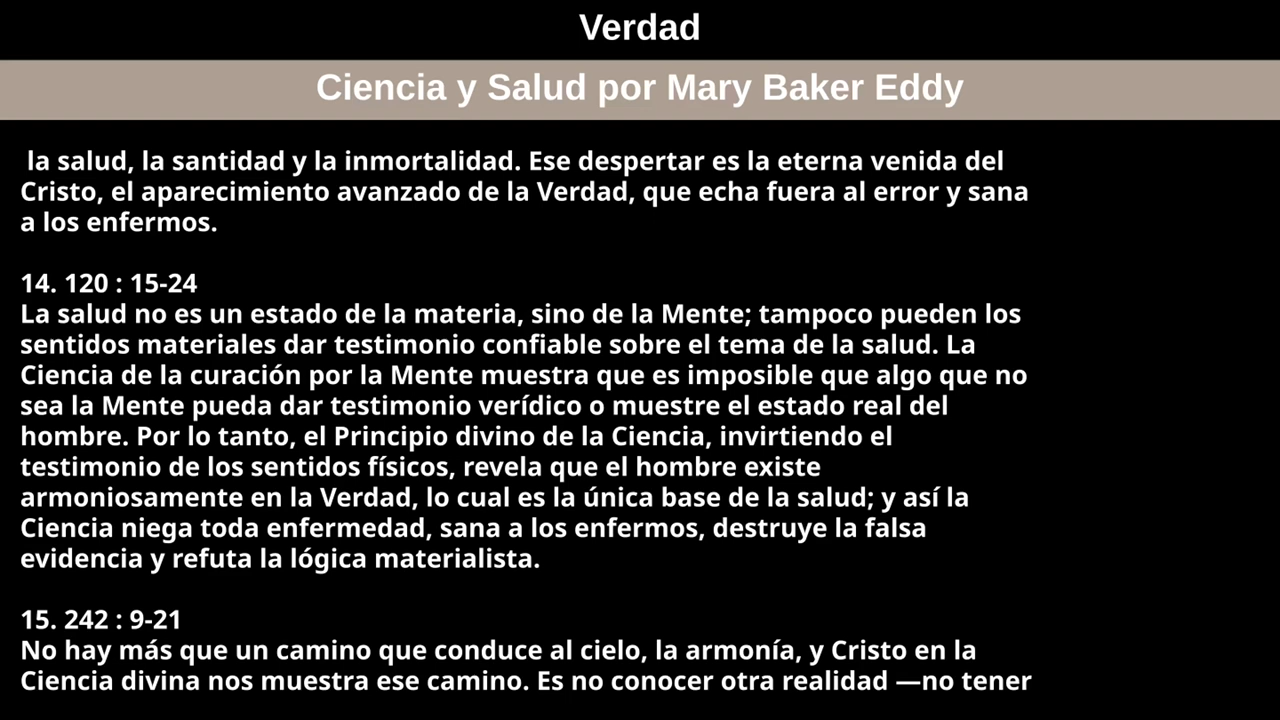 Verdad
Ciencia y Salud por Mary Baker Eddy
la salud, la santidad y la inmortalidad. Ese despertar es la eterna venida del
Cristo, el aparecimiento avanzado de la Verdad, que echa fuera al error y sana
a los enfermos.
14. 120 : 15-24
La salud no es un estado de la materia, sino de la Mente; tampoco pueden los
sentidos materiales dar testimonio confiable sobre el tema de la salud. La
Ciencia de la curación por la Mente muestra que es imposible que algo que no
sea la Mente pueda dar testimonio verídico o muestre el estado real del
hombre. Por lo tanto, el Principio divino de la Ciencia, invirtiendo el
testimonio de los sentidos físicos, revela que el hombre existe
armoniosamente en la Verdad, lo cual es la única base de la salud; y así la
Ciencia niega toda enfermedad, sana a los enfermos, destruye la falsa
evidencia y refuta la lógica materialista.
15. 242 : 9-21
No hay más que un camino que conduce al cielo, la armonía, y Cristo en la
Ciencia divina nos muestra ese camino. Es no conocer otra realidad —no tener